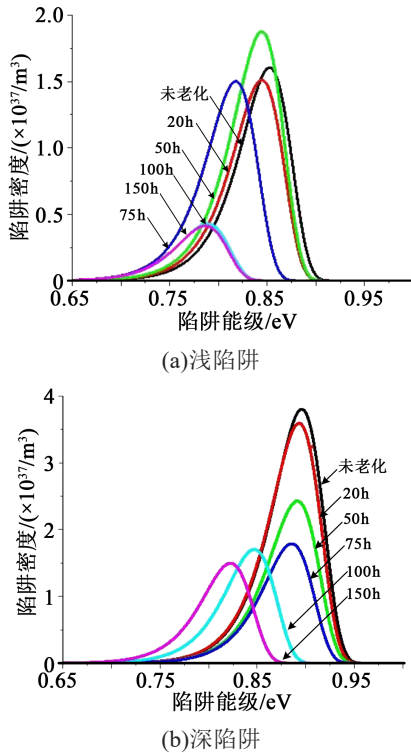 2.0
1.5
1.0
0.5
0
陷阱密度/(×10³⁷/m³)
未老化
20h
50h
100h
150h
75h
0.65
0.75
0.85
0.95
陷阱能级/eV
(a)浅陷阱
4
3
2
1
0
陷阱密度/(×10³⁷/m³)
未老化
20h
50h
75h
100h
150h
0.65
0.75
0.85
0.95
陷阱能级/eV
(b)深陷阱